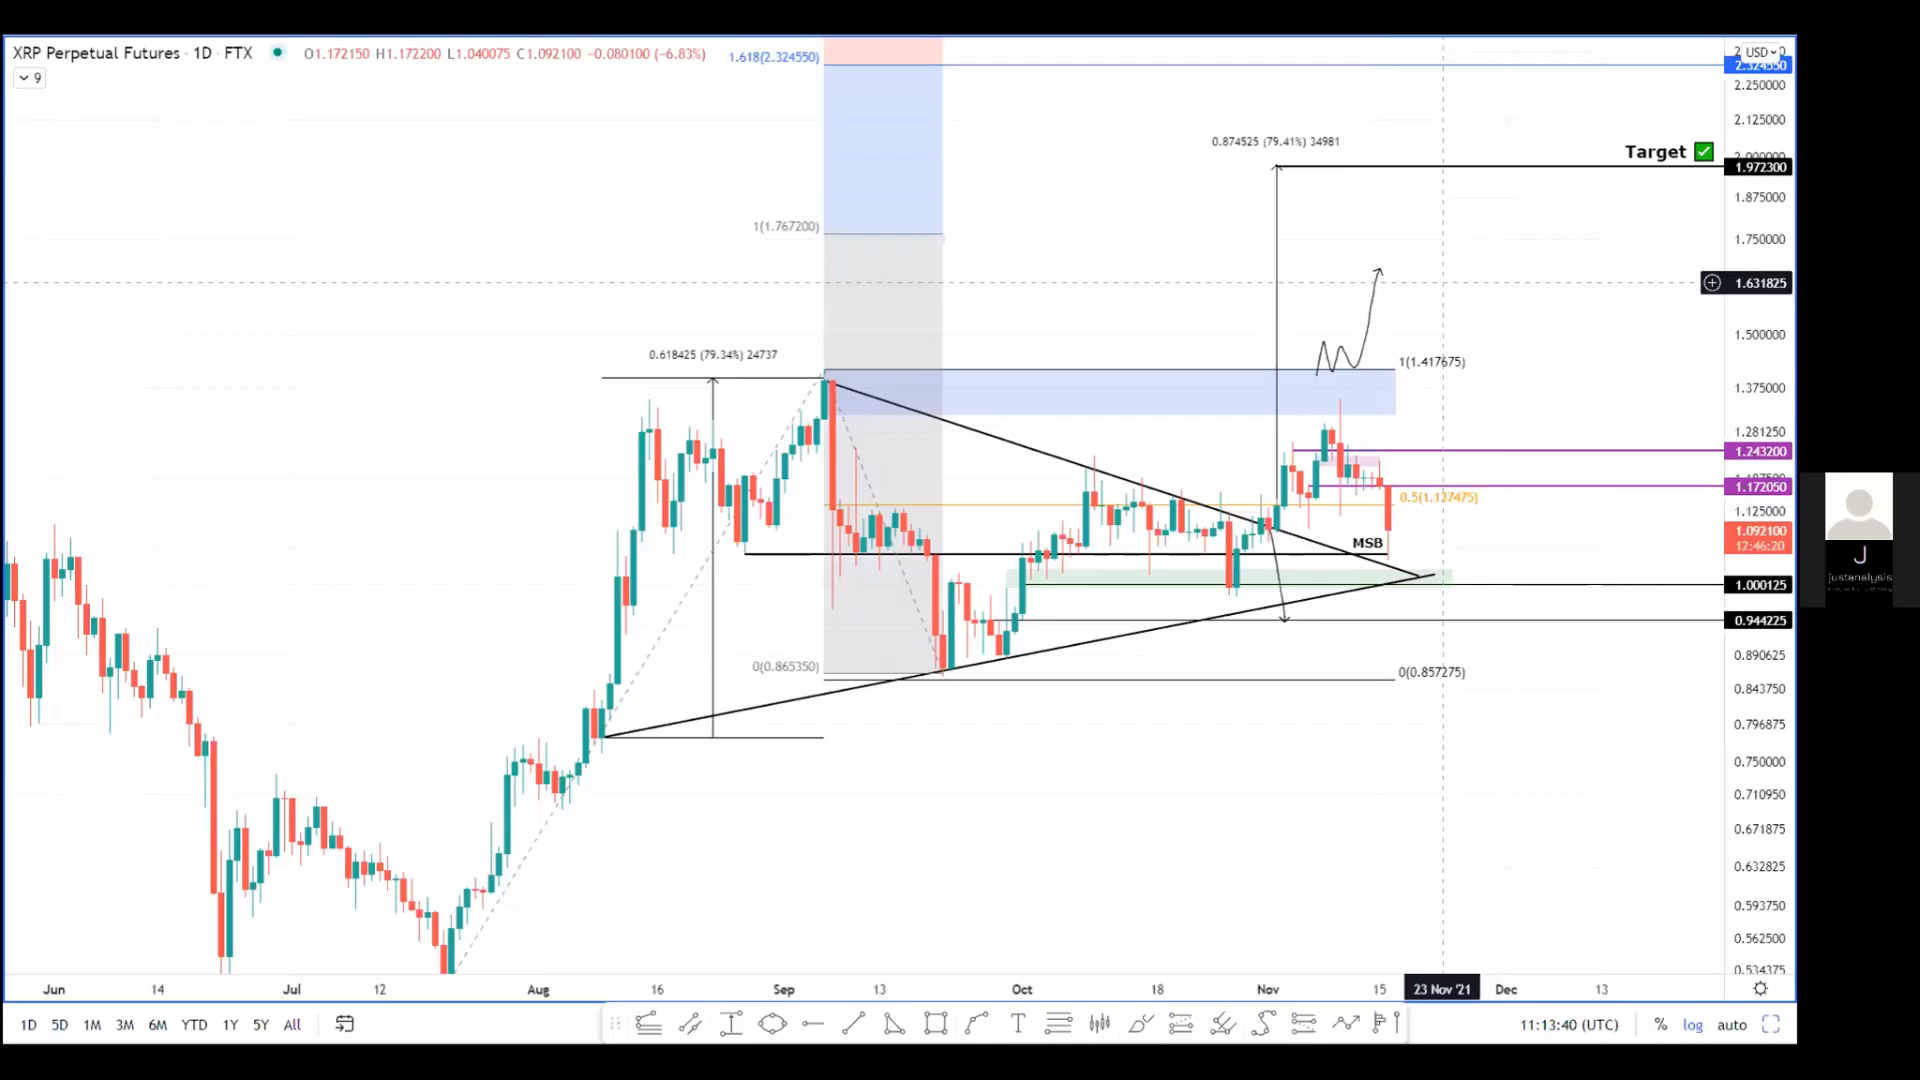 XRP Perpetual Futures · 1D · FTX O1.172150 H1.172200 L1.040075 C1.092100 -0.080100 (-6.83%)
9
1.618(2.324550)
USD
2.324550
2.250000
2.125000
0.874525 (79.41%) 34981
Target ✅
2.000000
1.972300
1.875000
1(1.767200)
1.750000
1.631825
1.500000
0.618425 (79.34%) 24737
1(1.417675)
1.375000
1.281250
1.243200
1.172050
0.5(1.137475)
1.125000
MSB
1.092100
12:46:20
1.000125
0.944225
0.890625
0(0.865350)
0(0.857275)
0.843750
0.796875
0.750000
0.710950
0.671875
0.632825
0.593750
0.562500
0.534375
Jun 14 Jul 12 Aug 16 Sep 13 Oct 18 Nov 15 23 Nov '21 Dec 13
1D 5D 1M 3M 6M YTD 1Y 5Y All
T
11:13:40 (UTC) % log auto
J
justanalysis